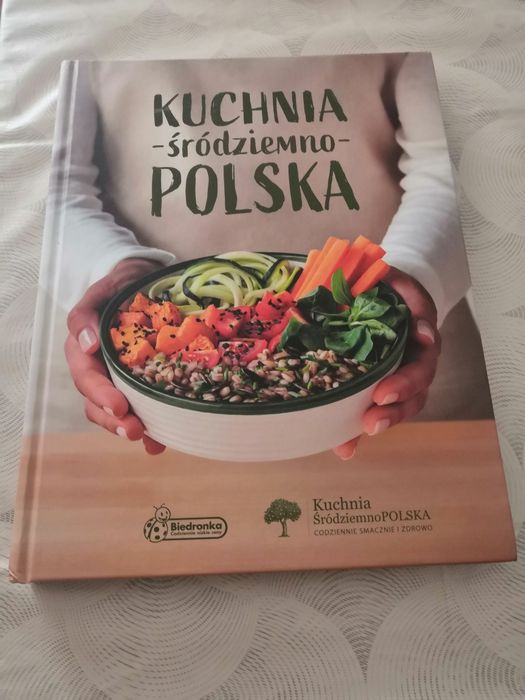 KUCHNIA
-śródziemno-
POLSKA
Biedronka
Codziennie niskie ceny
Kuchnia
ŚródziemnoPOLSKA
CODZIENNIE SMACZNIE I ZDROWO